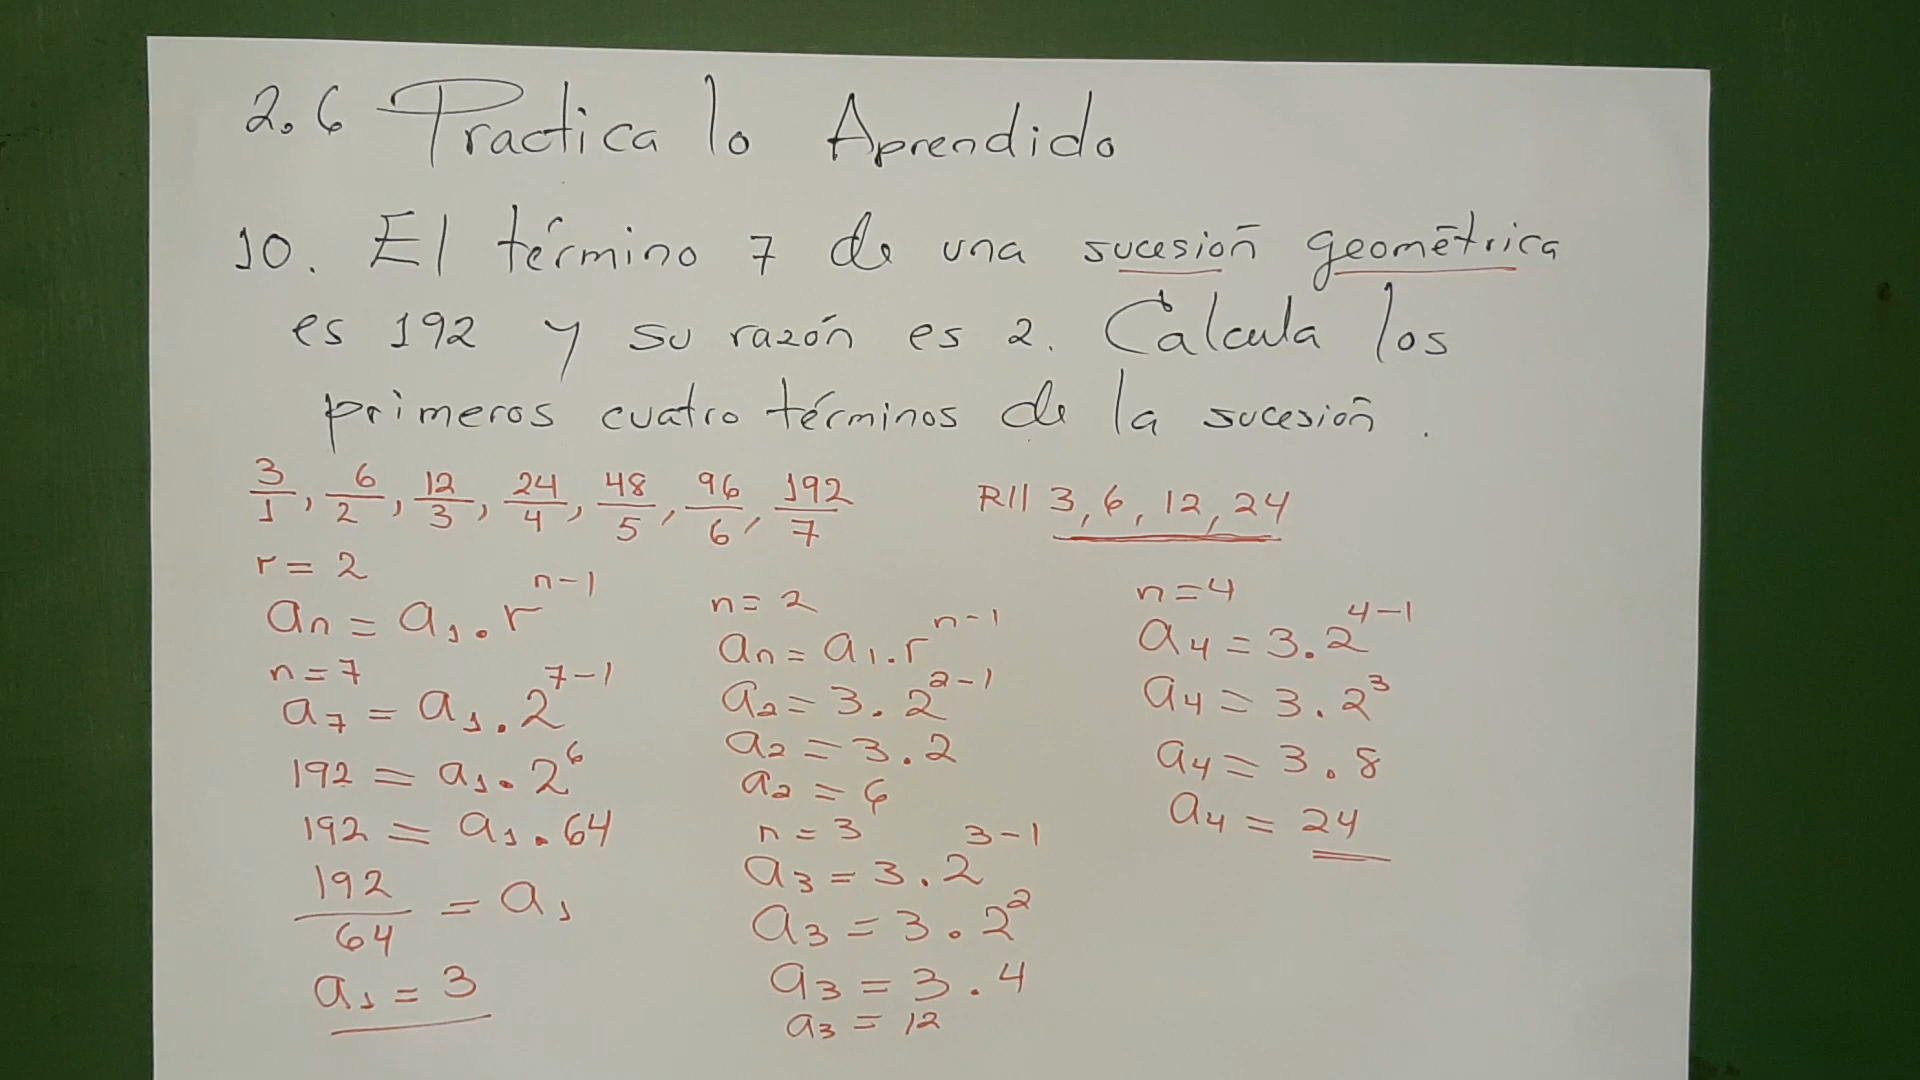 2.6 Practica lo Aprendido
10. El término 7 de una sucesión geométrica
es 192 y su razón es 2. Calcula los
primeros cuatro términos de la sucesión.
3/1, 6/2, 12/3, 24/4, 48/5, 96/6, 192/7
R// 3, 6, 12, 24
r = 2
an = a1 . r^n-1
n = 7
a7 = a1 . 2^7-1
192 = a1 . 2^6
192 = a1 . 64
192/64 = a1
a1 = 3
n = 2
an = a1 . r^n-1
a2 = 3 . 2^2-1
a2 = 3 . 2
a2 = 6
n = 3
a3 = 3 . 2^3-1
a3 = 3 . 2^2
a3 = 3 . 4
a3 = 12
n = 4
a4 = 3 . 2^4-1
a4 = 3 . 2^3
a4 = 3 . 8
a4 = 24